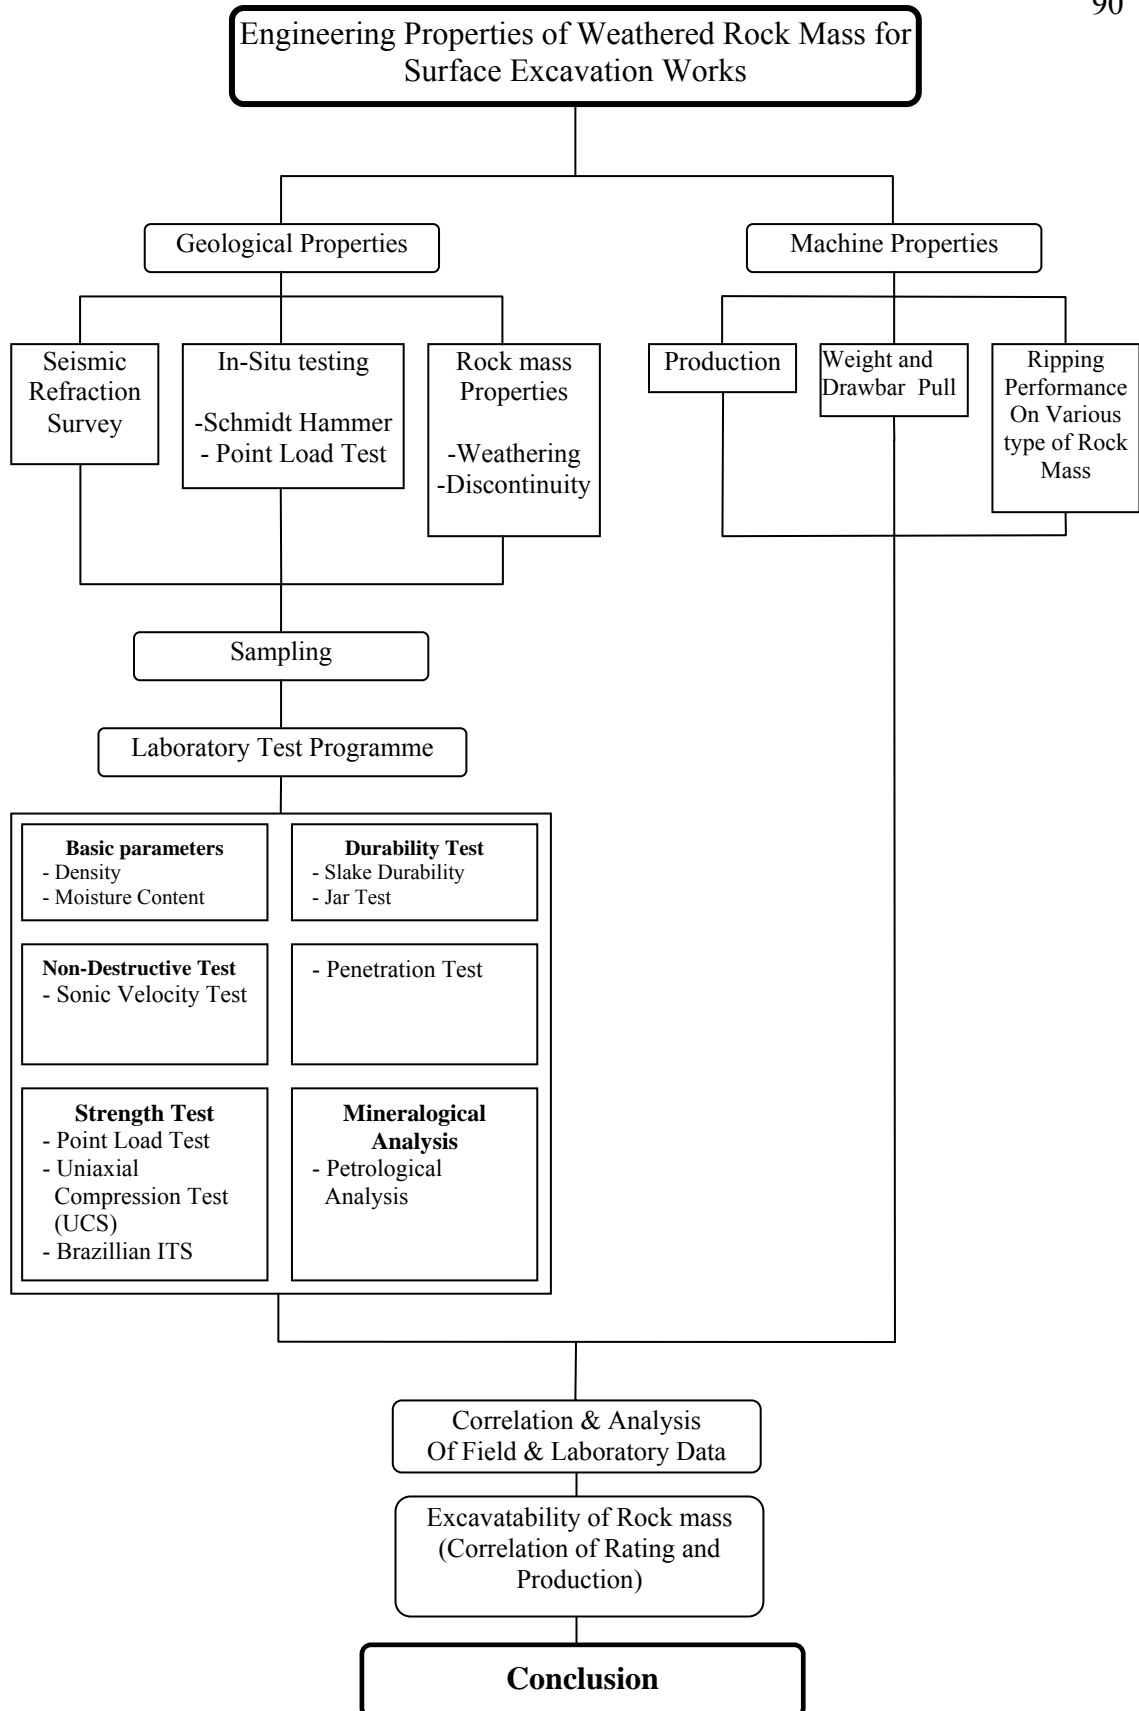 90
Engineering Properties of Weathered Rock Mass for
Surface Excavation Works
Geological Properties
Machine Properties
Seismic
Refraction
Survey
In-Situ testing
-Schmidt Hammer
- Point Load Test
Rock mass
Properties
-Weathering
-Discontinuity
Production
Weight and
Drawbar Pull
Ripping
Performance
On Various
type of Rock
Mass
Sampling
Laboratory Test Programme
Basic parameters
- Density
- Moisture Content
Durability Test
- Slake Durability
- Jar Test
Non-Destructive Test
- Sonic Velocity Test
- Penetration Test
Strength Test
- Point Load Test
- Uniaxial
Compression Test
(UCS)
- Brazillian ITS
Mineralogical
Analysis
- Petrological
Analysis
Correlation & Analysis
Of Field & Laboratory Data
Excavatability of Rock mass
(Correlation of Rating and
Production)
Conclusion